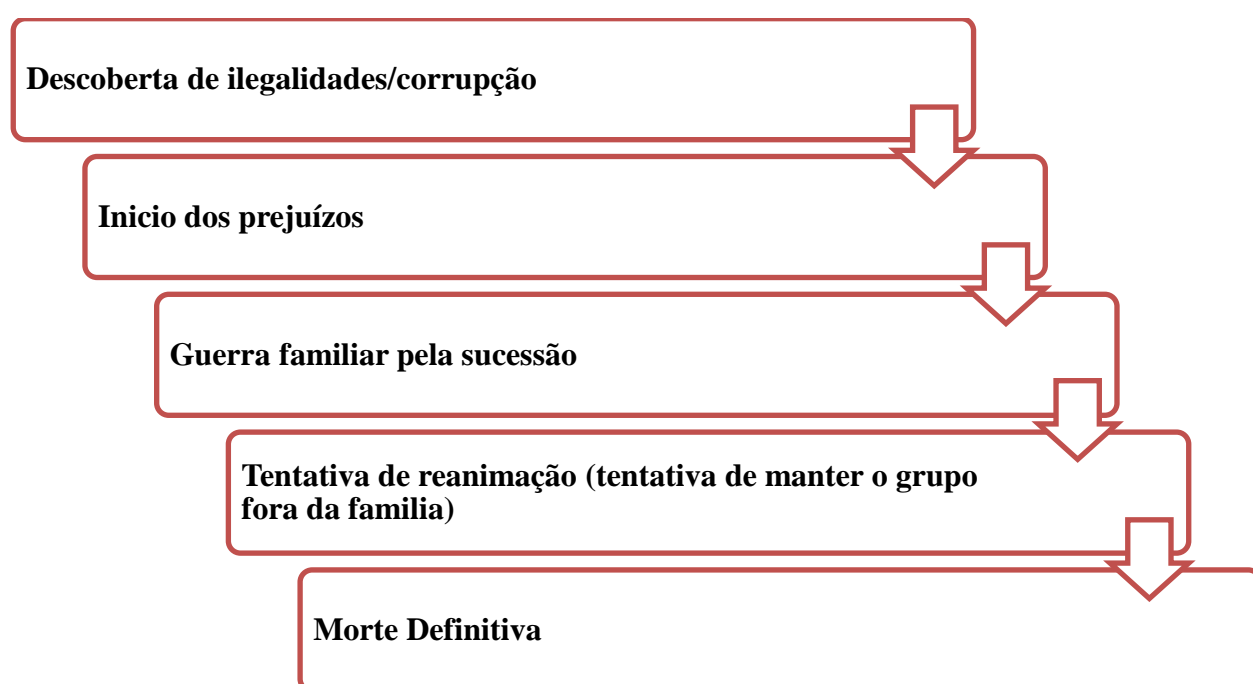 Descoberta de ilegalidades/corrupção
Inicio dos prejuízos
Guerra familiar pela sucessão
Tentativa de reanimação (tentativa de manter o grupo
fora da familia)
Morte Definitiva